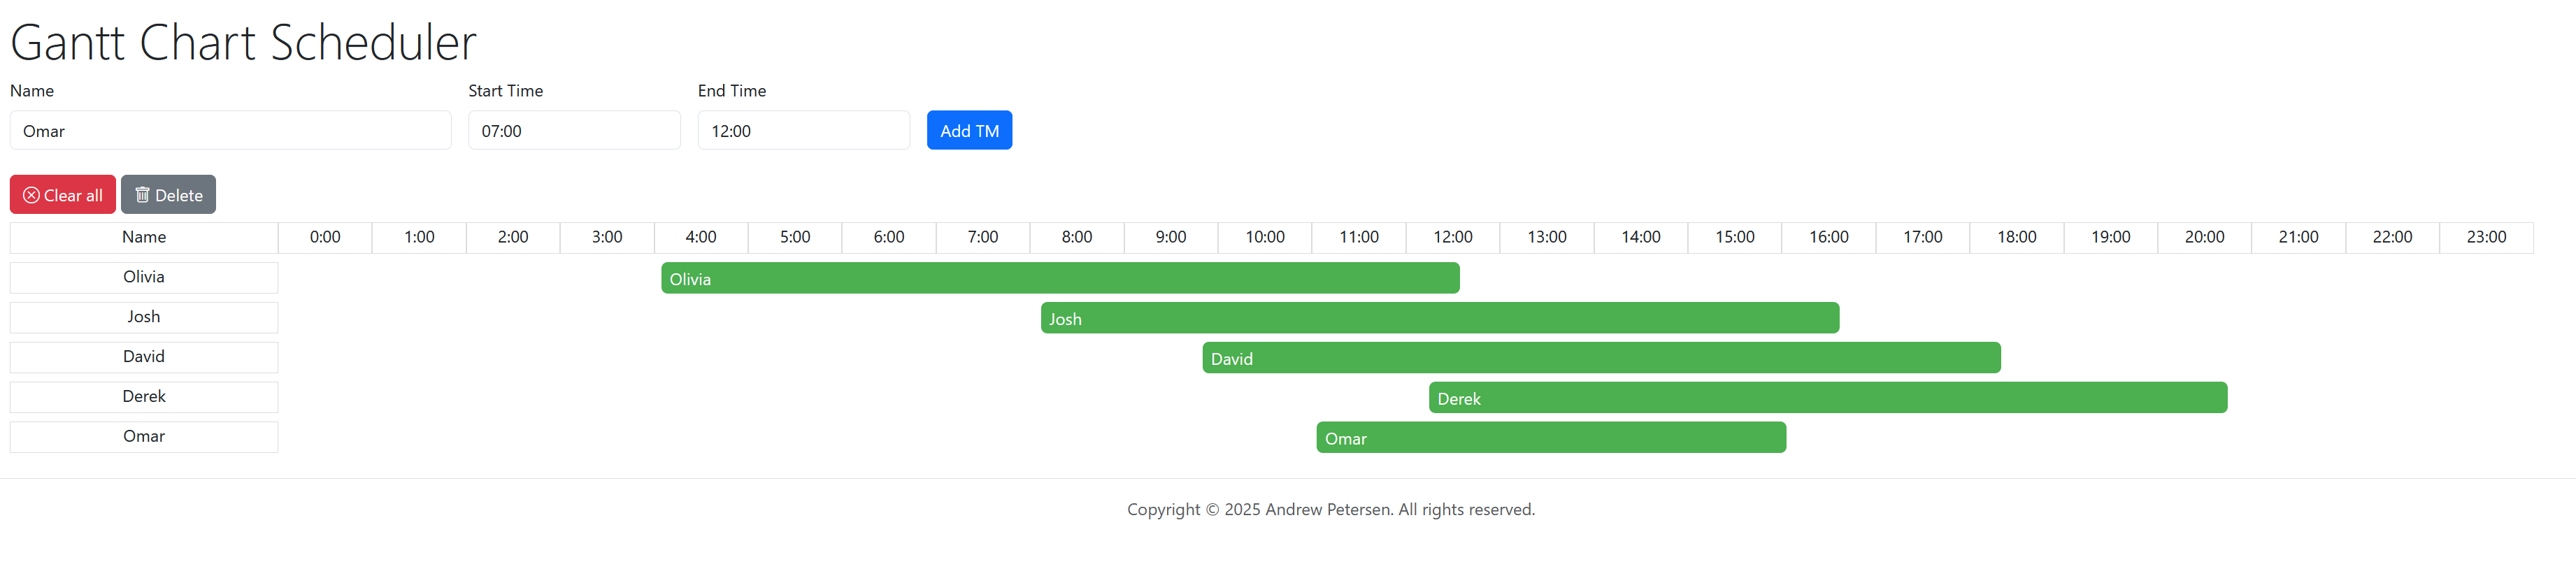 Gantt Chart Scheduler
Name Start Time End Time
Omar 07:00 12:00 Add TM
Clear all Delete
Name 0:00 1:00 2:00 3:00 4:00 5:00 6:00 7:00 8:00 9:00 10:00 11:00 12:00 13:00 14:00 15:00 16:00 17:00 18:00 19:00 20:00 21:00 22:00 23:00
Olivia Olivia
Josh Josh
David David
Derek Derek
Omar Omar
Copyright © 2025 Andrew Petersen. All rights reserved.